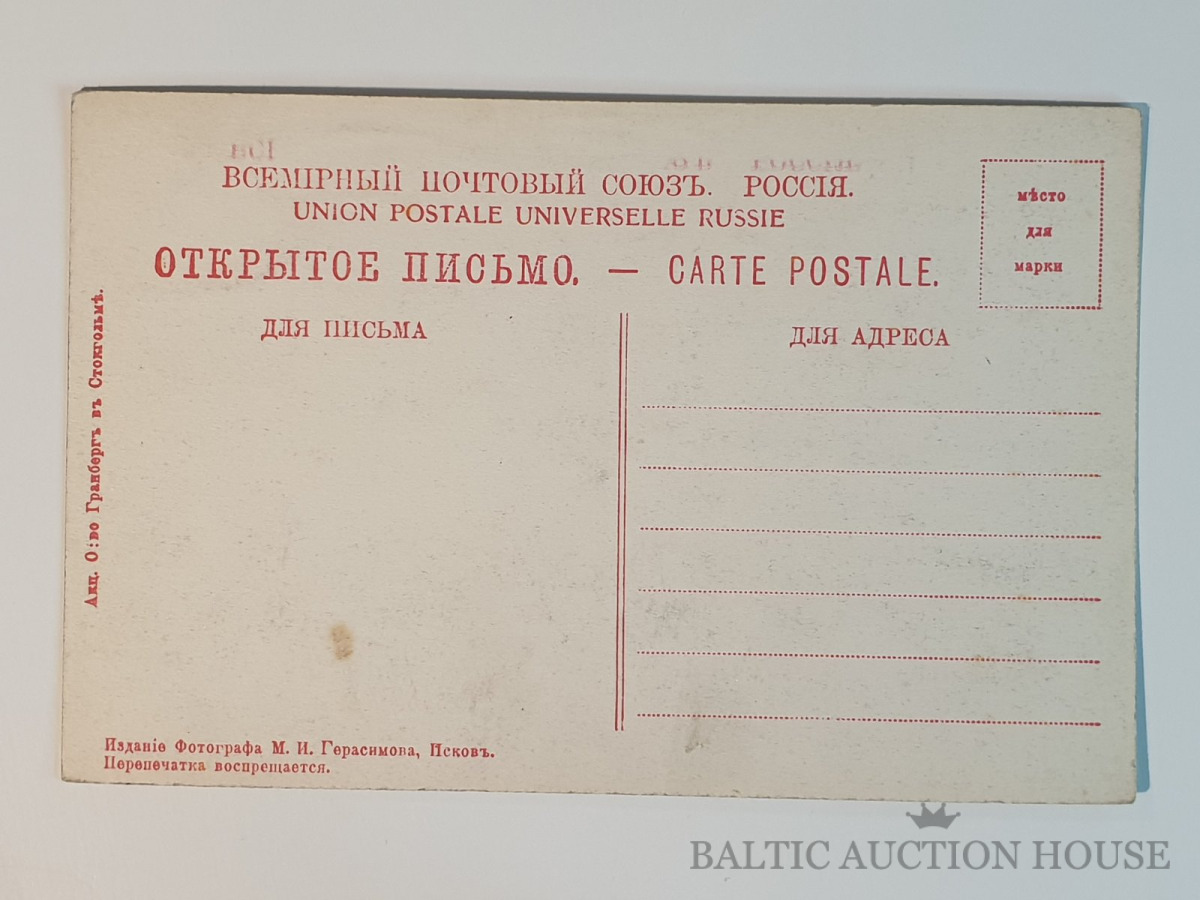 ВСЕМІРНЫЙ ПОЧТОВЫЙ СОЮЗЪ. РОССІЯ.
UNION POSTALE UNIVERSELLE RUSSIE
ОТКРЫТОЕ ПИСЬМО. — CARTE POSTALE.
мѣсто
для
марки
ДЛЯ ПИСЬМА
ДЛЯ АДРЕСА
Акц. О:во Гранбергъ въ Стокгольмѣ.
Изданіе Фотографа М. И. Герасимова, Псковъ.
Перепечатка воспрещается.
BALTIC AUCTION HOUSE